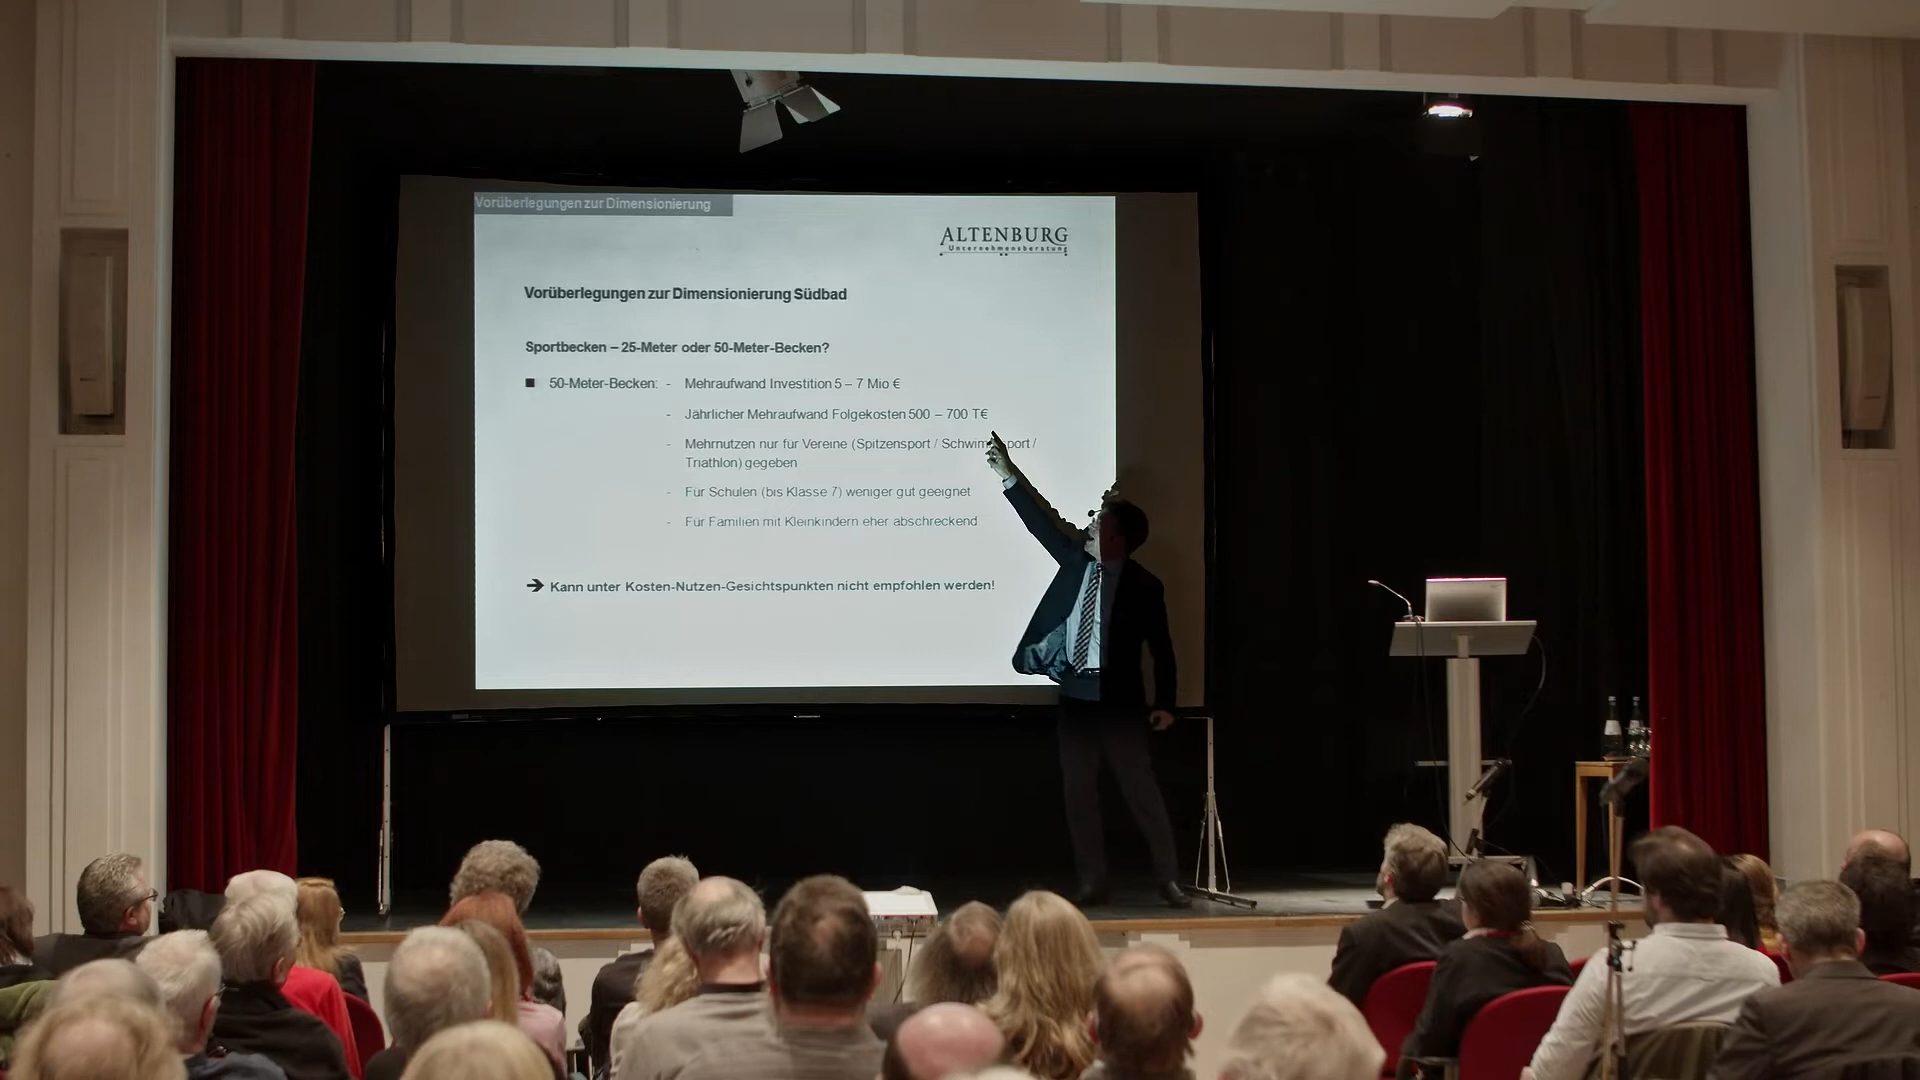 Vorüberlegungen zur Dimensionierung
ALTENBURG
Unternehmensberatung
Vorüberlegungen zur Dimensionierung Südbad
Sportbecken – 25-Meter oder 50-Meter-Becken?
■ 50-Meter-Becken: - Mehraufwand Investition 5 – 7 Mio €
- Jährlicher Mehraufwand Folgekosten 500 – 700 T€
- Mehrnutzen nur für Vereine (Spitzensport / Schwimmsport /
Triathlon) gegeben
- Für Schulen (bis Klasse 7) weniger gut geeignet
- Für Familien mit Kleinkindern eher abschreckend
→ Kann unter Kosten-Nutzen-Gesichtspunkten nicht empfohlen werden!